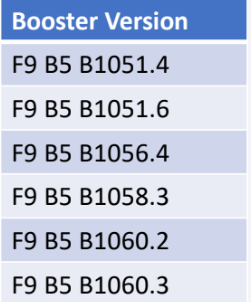 Booster Version
F9 B5 B1051.4
F9 B5 B1051.6
F9 B5 B1056.4
F9 B5 B1058.3
F9 B5 B1060.2
F9 B5 B1060.3